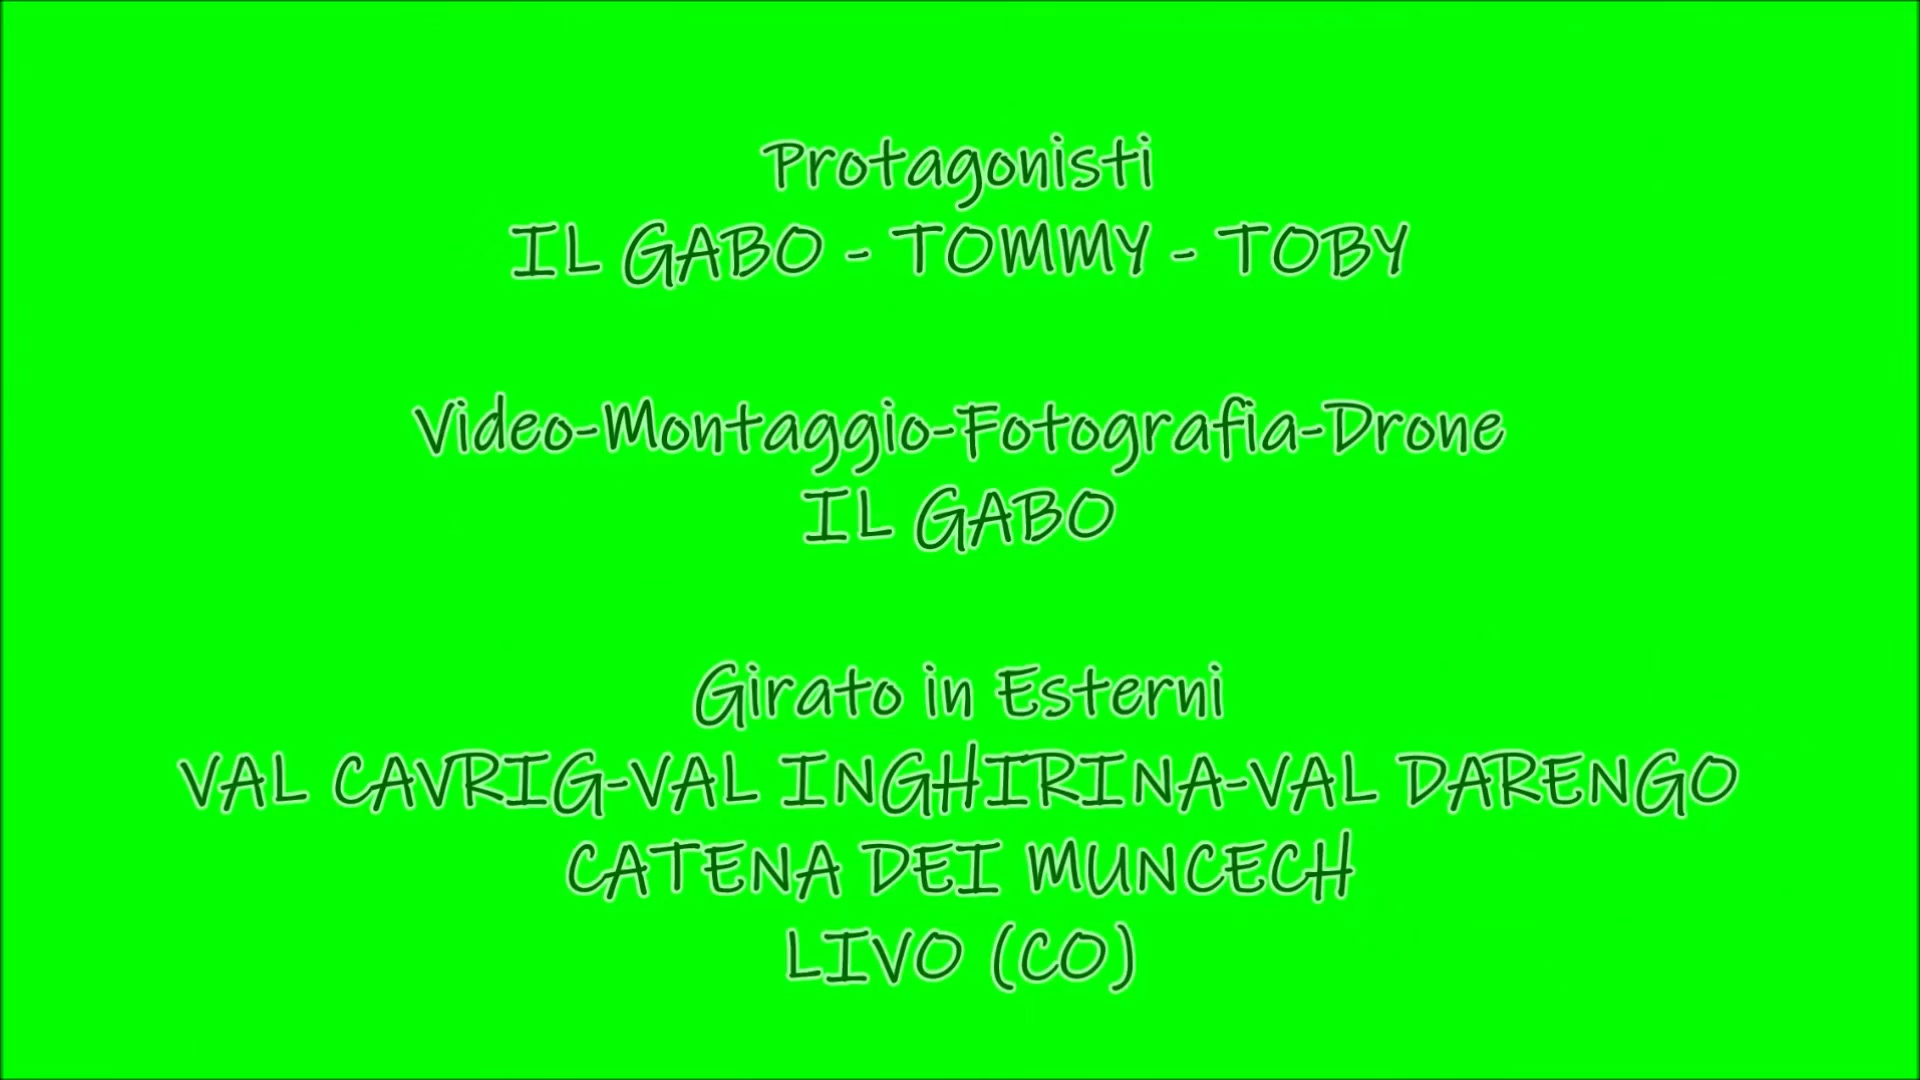 Protagonisti
IL GABO - TOMMY - TOBY
Video-Montaggio-Fotografia-Drone
IL GABO
Girato in Esterni
VAL CAVRIG-VAL INGHIRINA-VAL DARENGO
CATENA DEI MUNCECH
LIVO (CO)